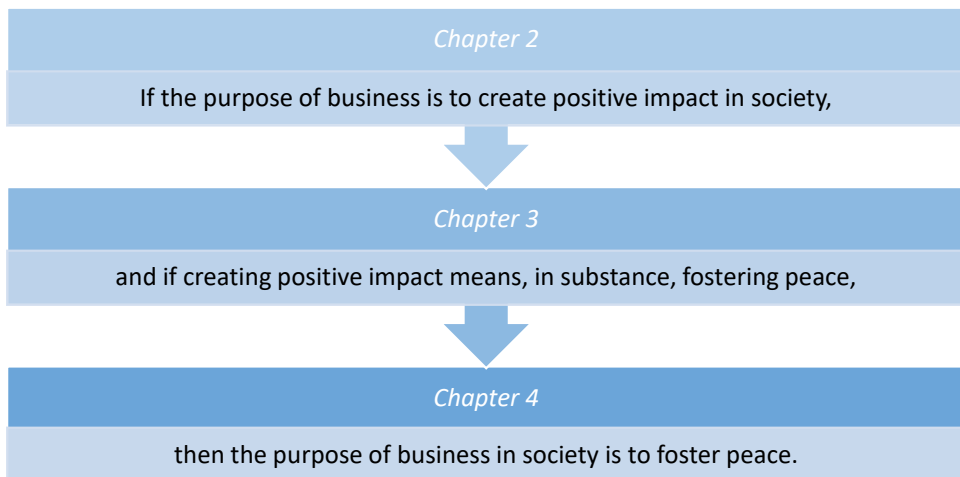 Chapter 2
If the purpose of business is to create positive impact in society,
Chapter 3
and if creating positive impact means, in substance, fostering peace,
Chapter 4
then the purpose of business in society is to foster peace.